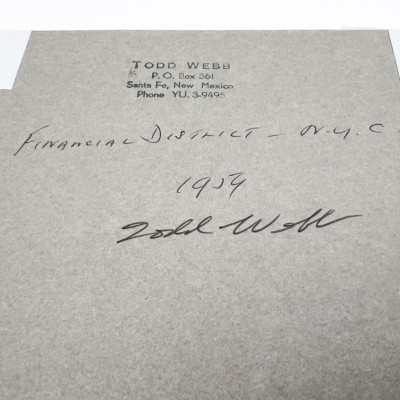 TODD WEBB
P.O. Box 361
Santa Fe, New Mexico
Phone YU. 3-9495
FINANCIAL DISTRICT - N.Y.C.
1959
Todd Webb